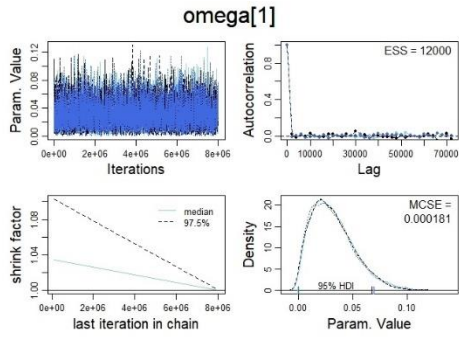 omega[1]
Param. Value
0.00 0.04 0.08 0.12
0e+00 2e+06 4e+06 6e+06 8e+06
Iterations
Autocorrelation
0.0 0.4 0.8
ESS = 12000
0 10000 30000 50000 70000
Lag
shrink factor
1.00 1.04 1.08
median
97.5%
0e+00 2e+06 4e+06 6e+06 8e+06
last iteration in chain
Density
0 5 10 15 20
MCSE =
0.000181
95% HDI
0.00 0.05 0.10
Param. Value